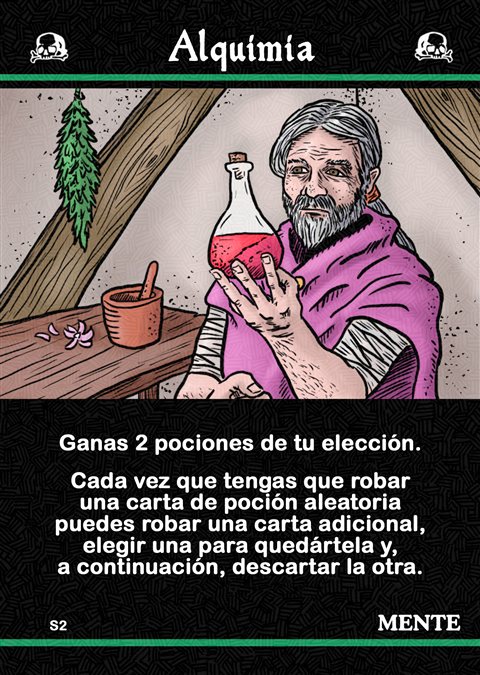 Alquimia
Ganas 2 pociones de tu elección.
Cada vez que tengas que robar
una carta de poción aleatoria
puedes robar una carta adicional,
elegir una para quedártela y,
a continuación, descartar la otra.
S2
MENTE